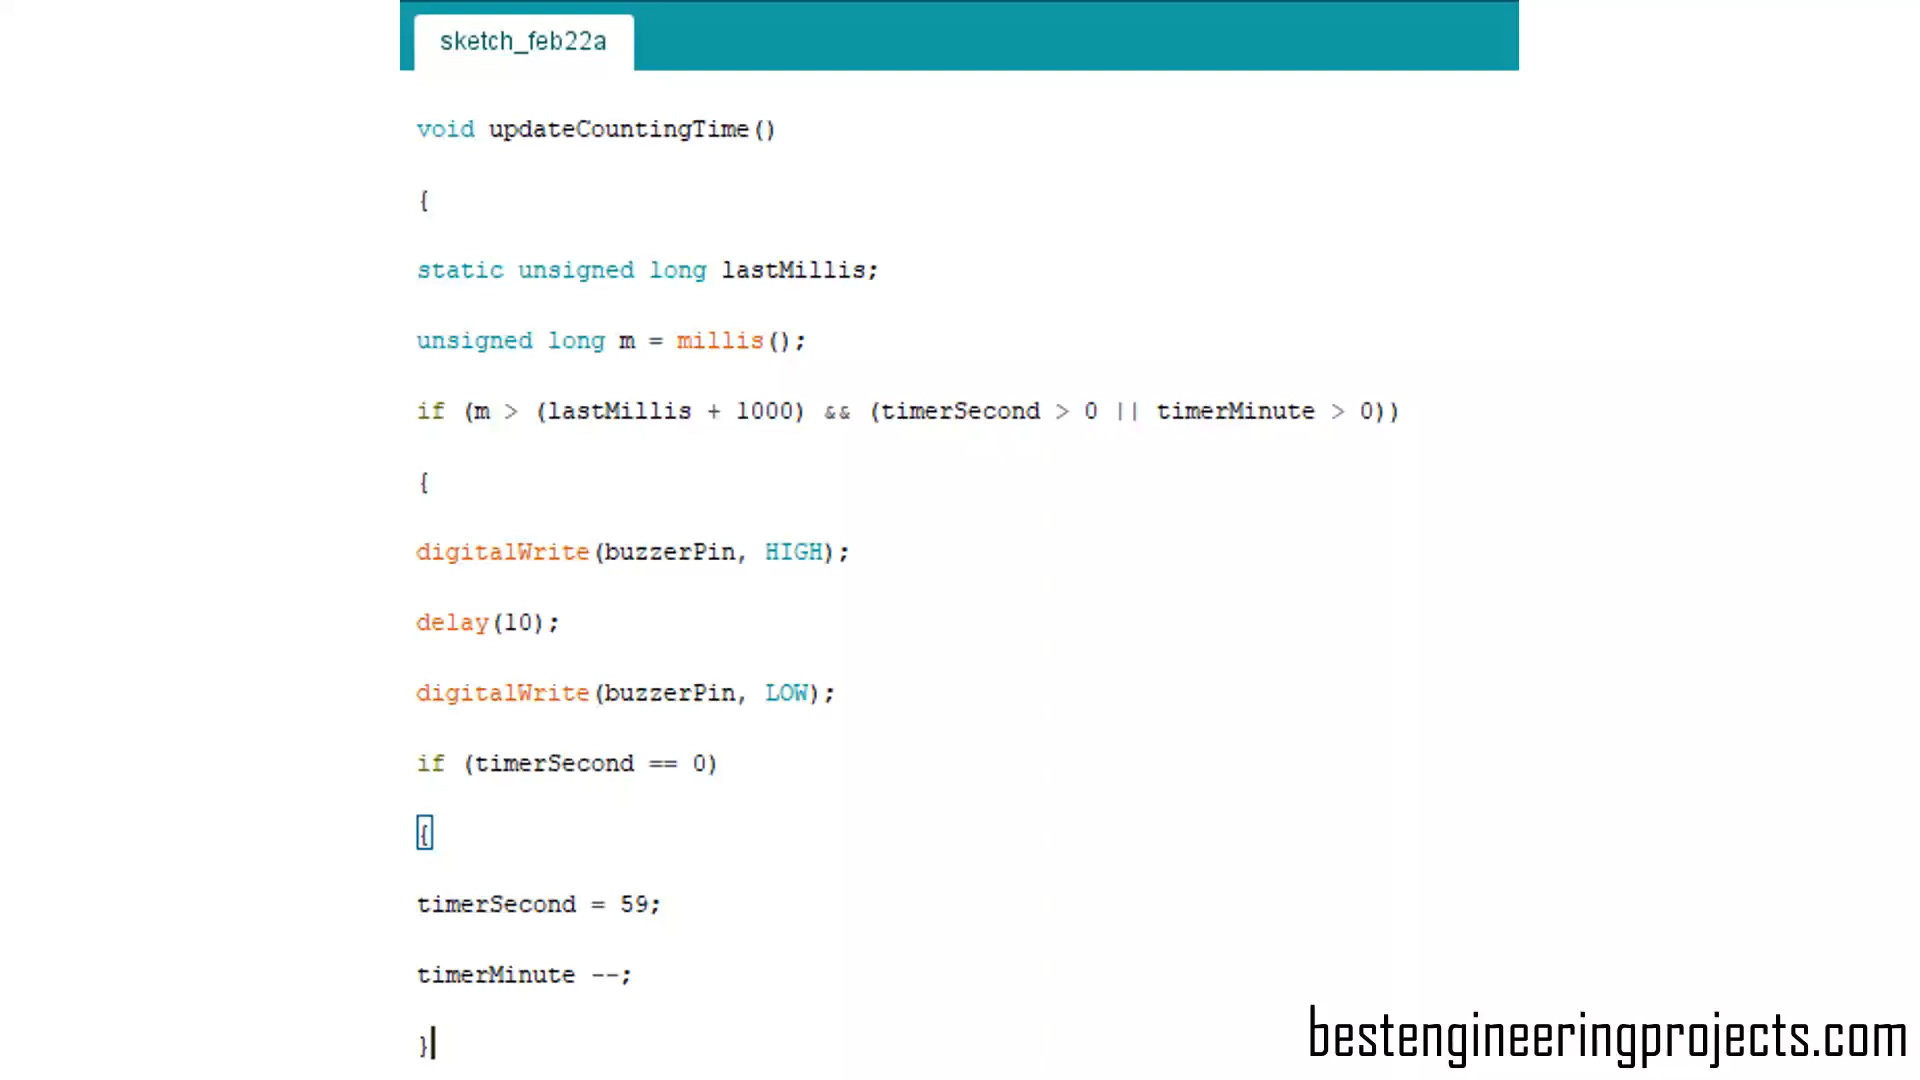 sketch_feb22a
void updateCountingTime()
{
static unsigned long lastMillis;
unsigned long m = millis();
if (m > (lastMillis + 1000) && (timerSecond > 0 || timerMinute > 0))
{
digitalWrite(buzzerPin, HIGH);
delay(10);
digitalWrite(buzzerPin, LOW);
if (timerSecond == 0)
{
timerSecond = 59;
timerMinute --;
}
bestengineeringprojects.com